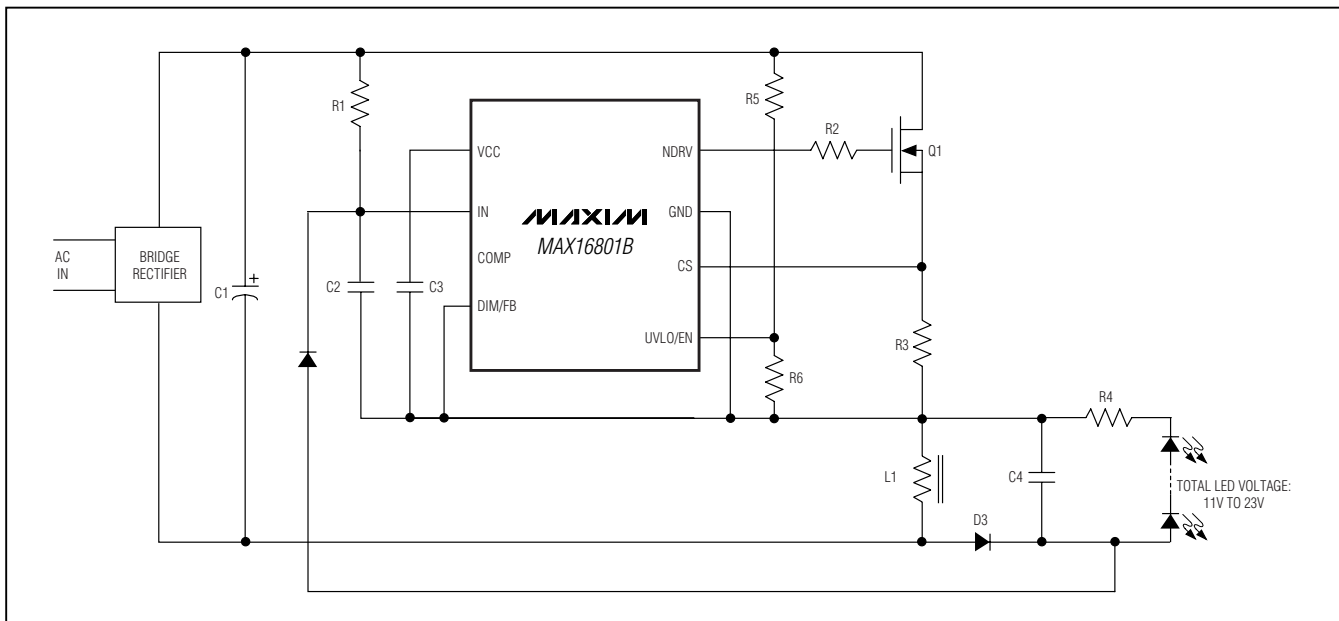 R1
R5
R2
Q1
VCC
NDRV
IN
MAXIM
MAX16801B
GND
COMP
CS
AC
IN
BRIDGE
RECTIFIER
C1
+
C2
C3
DIM/FB
UVLO/EN
R3
R6
R4
L1
C4
TOTAL LED VOLTAGE:
11V TO 23V
D3